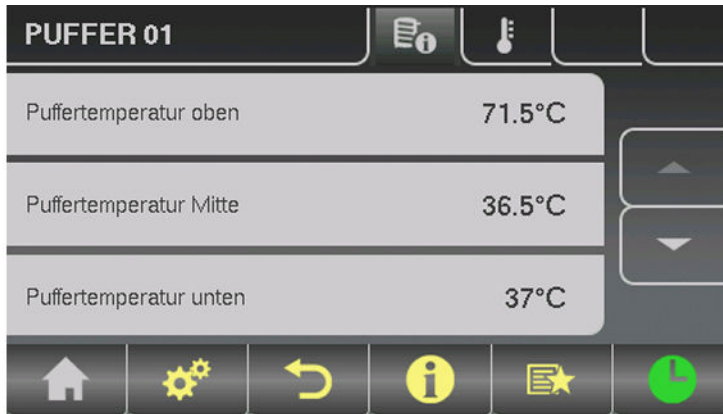 PUFFER 01
Puffertemperatur oben 71.5°C
Puffertemperatur Mitte 36.5°C
Puffertemperatur unten 37°C